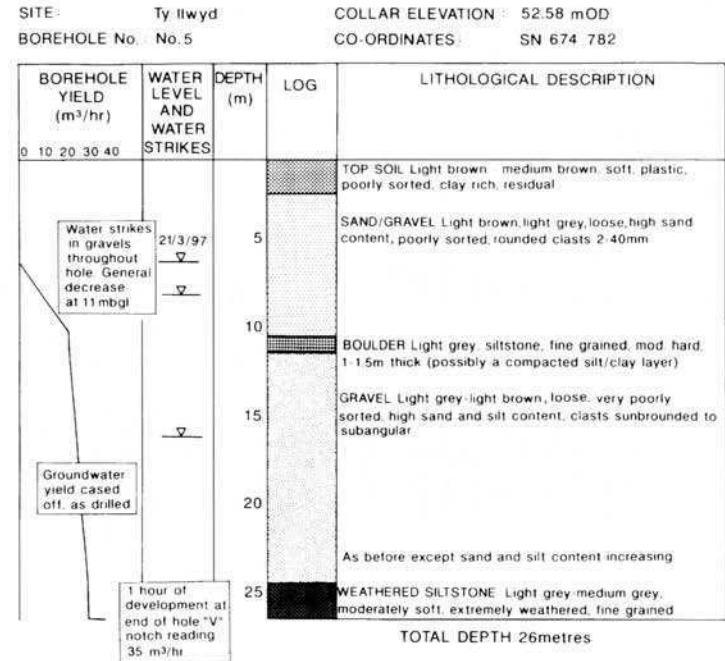 SITE: Ty llwyd COLLAR ELEVATION : 52.58 mOD
BOREHOLE No. No.5 CO-ORDINATES: SN 674 782
BOREHOLE
YIELD
(m³/hr)
0 10 20 30 40
WATER
LEVEL
AND
WATER
STRIKES
DEPTH
(m)
LOG
LITHOLOGICAL DESCRIPTION
TOP SOIL Light brown medium brown, soft, plastic,
poorly sorted, clay rich, residual
Water strikes
in gravels
throughout
hole. General
decrease
at 11mbgl
21/3/97
5
SAND/GRAVEL Light brown, light grey, loose, high sand
content, poorly sorted, rounded clasts 2-40mm
10
BOULDER Light grey, siltstone, fine grained, mod. hard,
1-1.5m thick (possibly a compacted silt/clay layer)
GRAVEL Light grey-light brown, loose, very poorly
15
sorted, high sand and silt content, clasts sunbrounded to
subangular
Groundwater
yield cased
off, as drilled
20
As before except sand and silt content increasing
25
WEATHERED SILTSTONE Light grey-medium grey,
moderately soft, extremely weathered, fine grained
1 hour of
development at
end of hole "V"
notch reading
35 m³/hr
TOTAL DEPTH 26metres